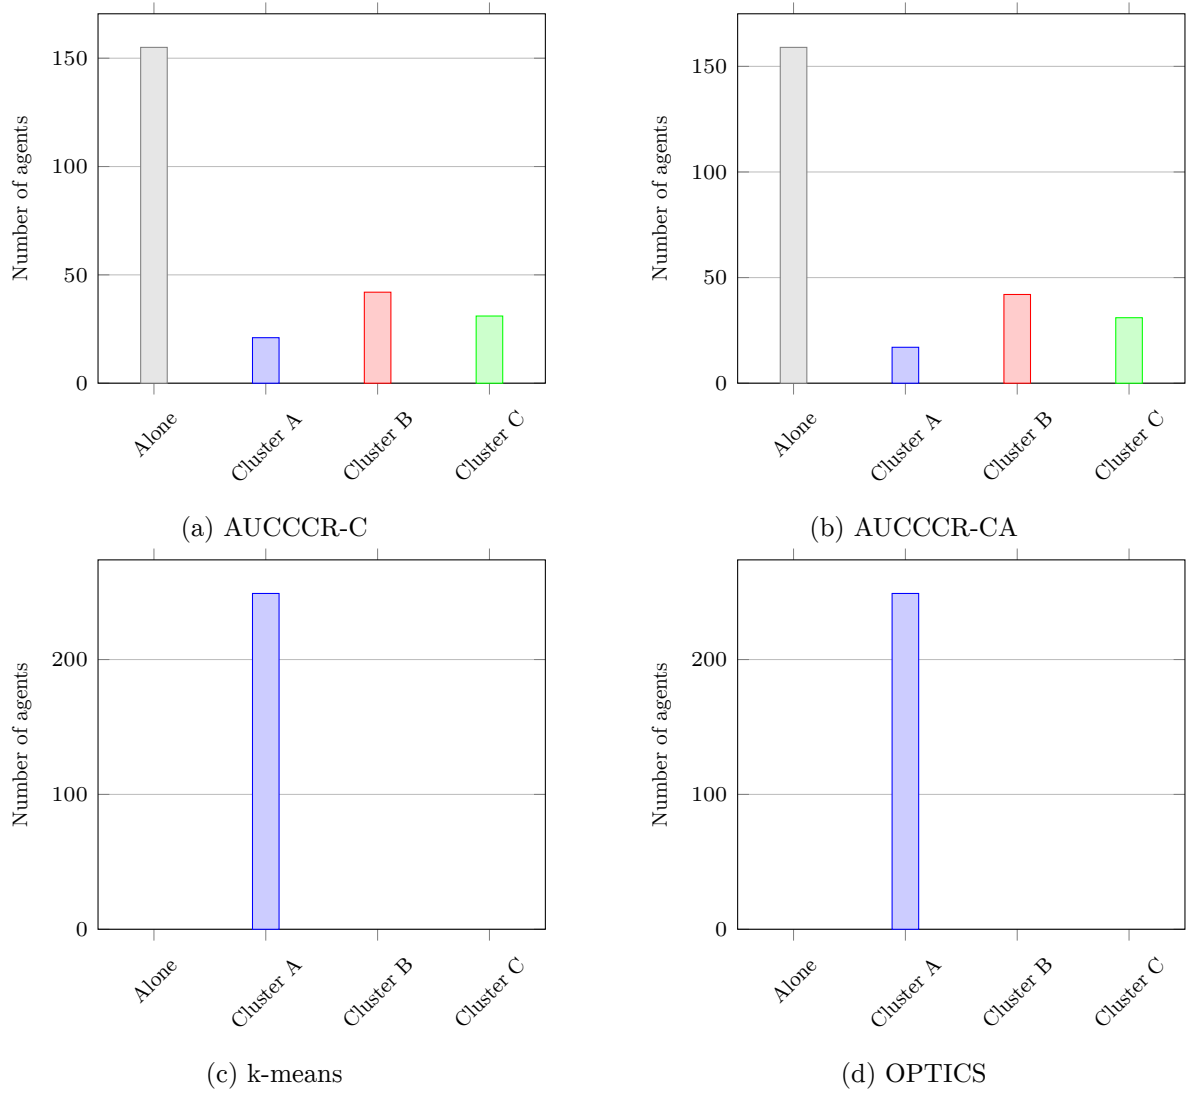 150
100
50
0
Number of agents
Alone
Cluster A
Cluster B
Cluster C
(a) AUCCCR-C
150
100
50
0
Number of agents
Alone
Cluster A
Cluster B
Cluster C
(b) AUCCCR-CA
200
100
0
Number of agents
Alone
Cluster A
Cluster B
Cluster C
(c) k-means
200
100
0
Number of agents
Alone
Cluster A
Cluster B
Cluster C
(d) OPTICS